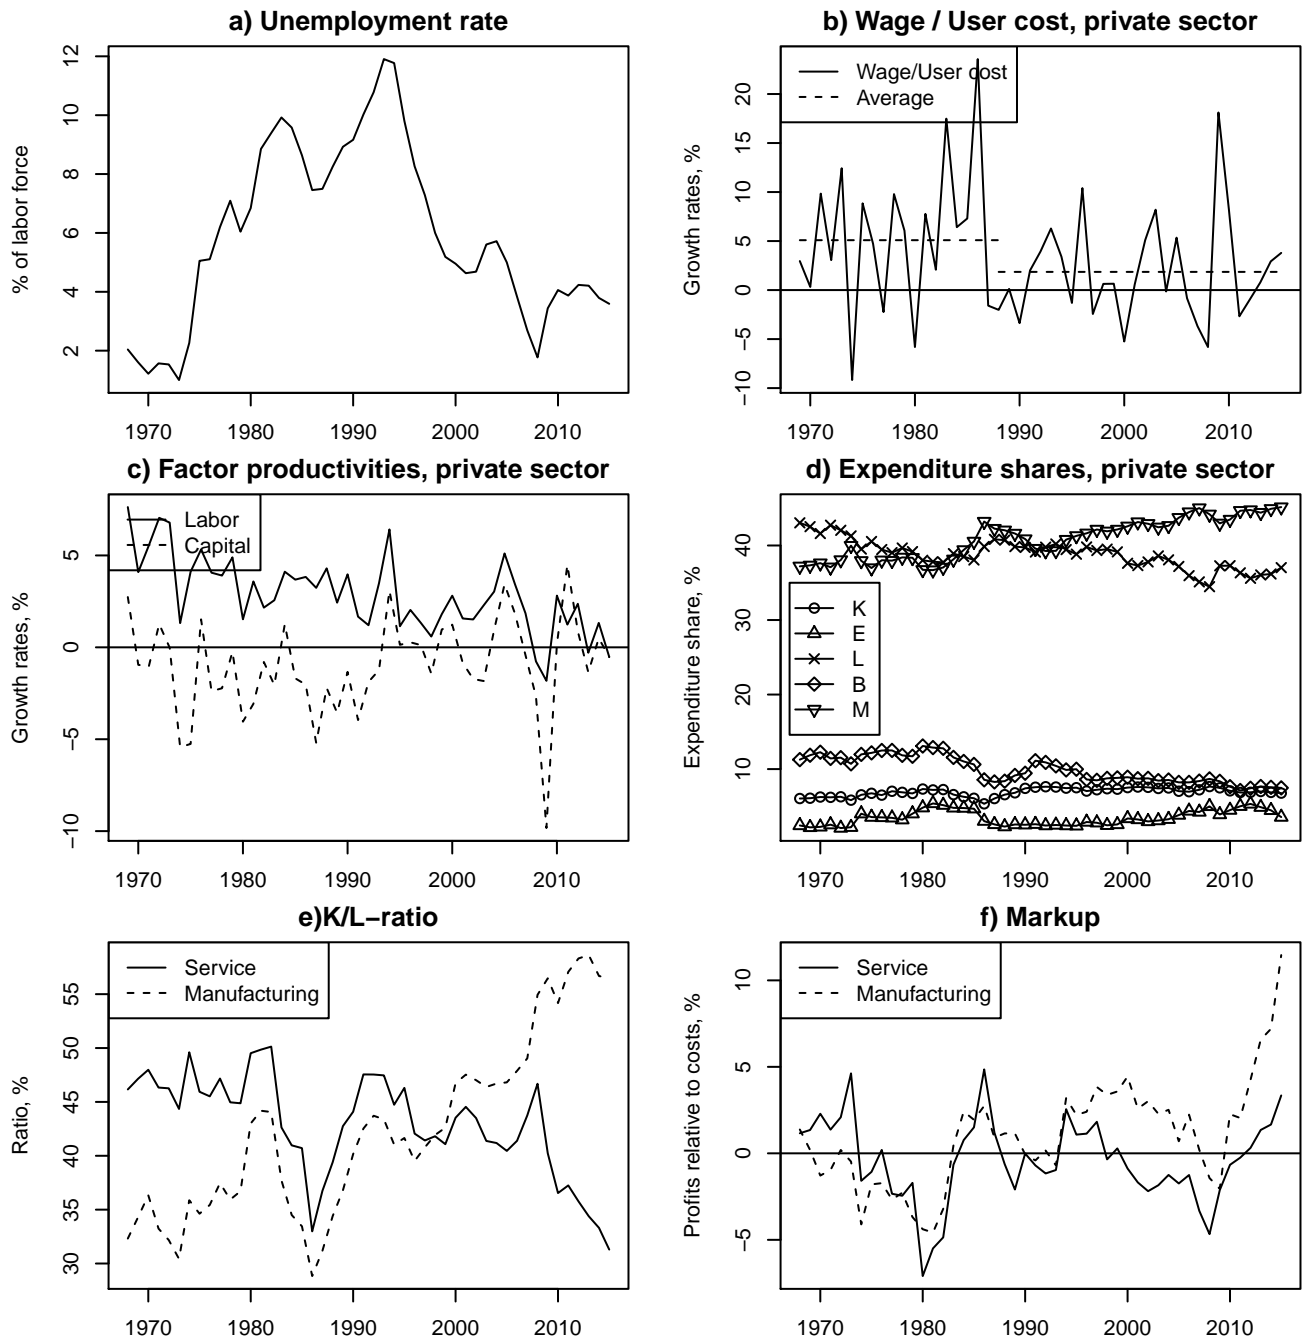 a) Unemployment rate
% of labor force
12
10
8
6
4
2
1970 1980 1990 2000 2010
b) Wage / User cost, private sector
Wage/User cost
Average
Growth rates, %
20
15
10
5
0
−5
−10
1970 1980 1990 2000 2010
c) Factor productivities, private sector
Labor
Capital
Growth rates, %
5
0
−5
−10
1970 1980 1990 2000 2010
d) Expenditure shares, private sector
Expenditure share, %
40
30
20
10
K
E
L
B
M
1970 1980 1990 2000 2010
e)K/L−ratio
Service
Manufacturing
Ratio, %
55
50
45
40
35
30
1970 1980 1990 2000 2010
f) Markup
Service
Manufacturing
Profits relative to costs, %
10
5
0
−5
1970 1980 1990 2000 2010